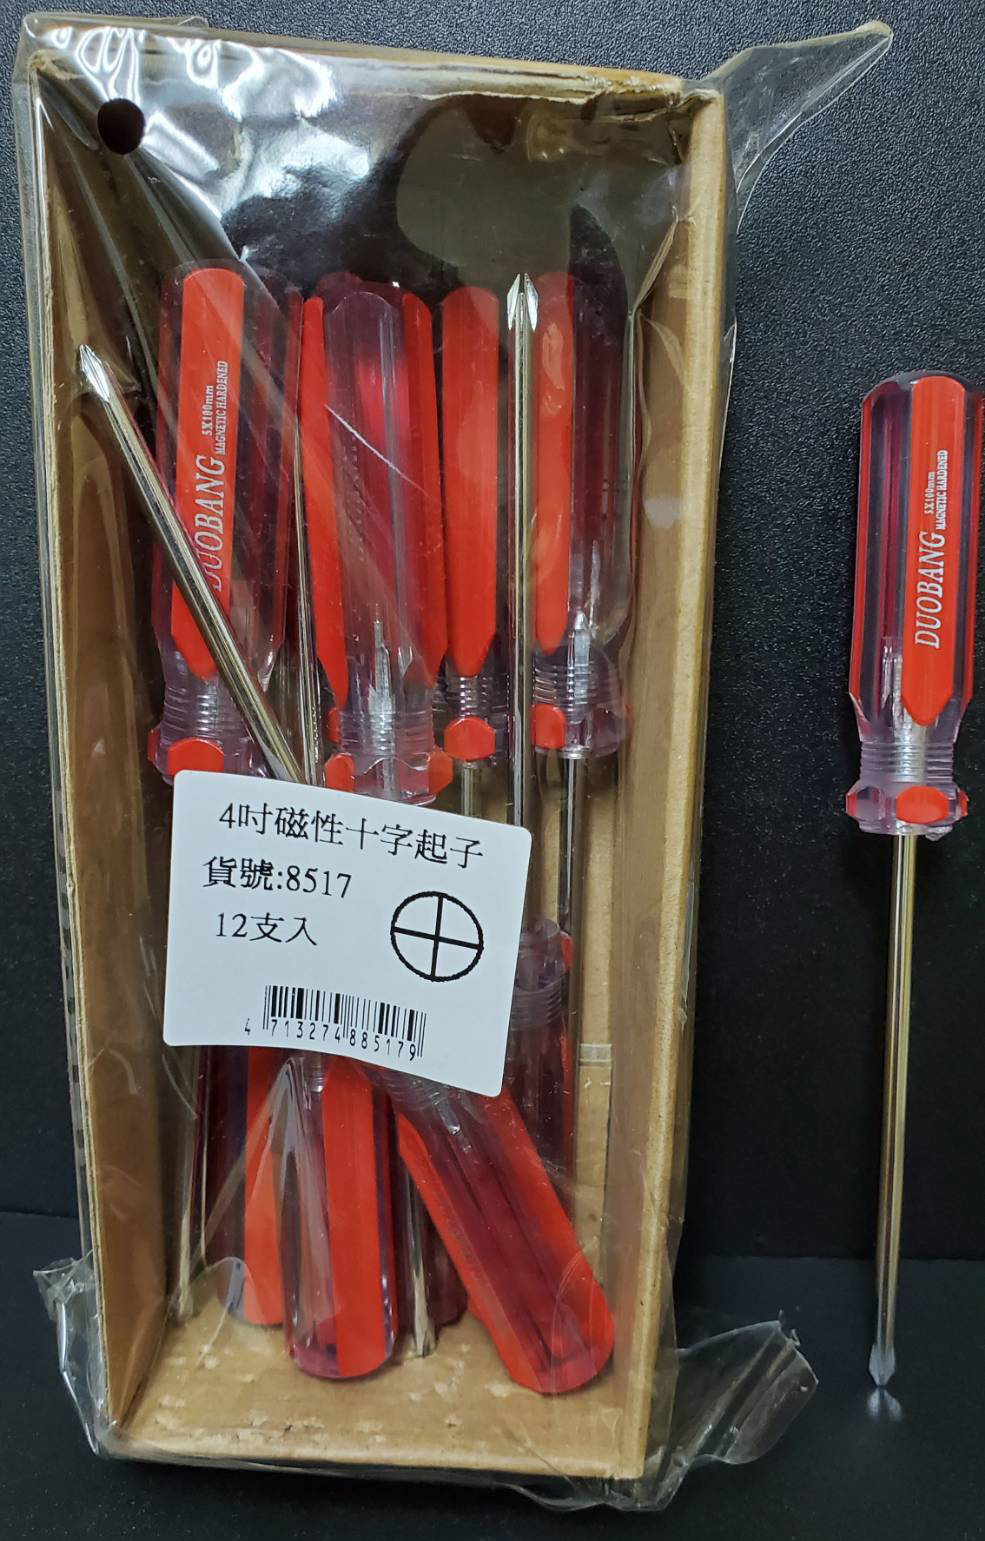 5X100mm
MAGNETIC HARDENED
DUOBANG
4吋磁性十字起子
貨號:8517
12支入
4 713274 885179
DUOBANG
5X100mm
MAGNETIC HARDENED